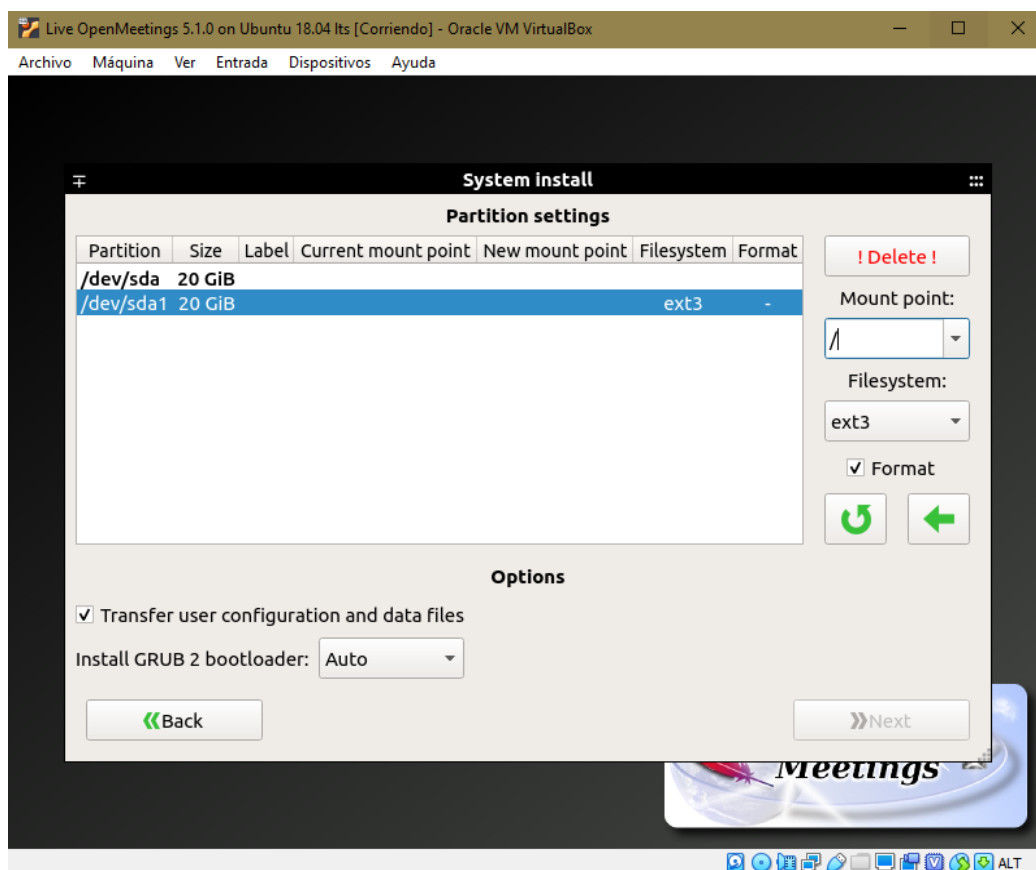 Live OpenMeetings 5.1.0 on Ubuntu 18.04 lts [Corriendo] - Oracle VM VirtualBox
Archivo Máquina Ver Entrada Dispositivos Ayuda
System install
Partition settings
Partition Size Label Current mount point New mount point Filesystem Format
/dev/sda 20 GiB
/dev/sda1 20 GiB ext3 -
! Delete !
Mount point:
/
Filesystem:
ext3
Format
Options
Transfer user configuration and data files
Install GRUB 2 bootloader: Auto
Back
Next
Meetings
ALT